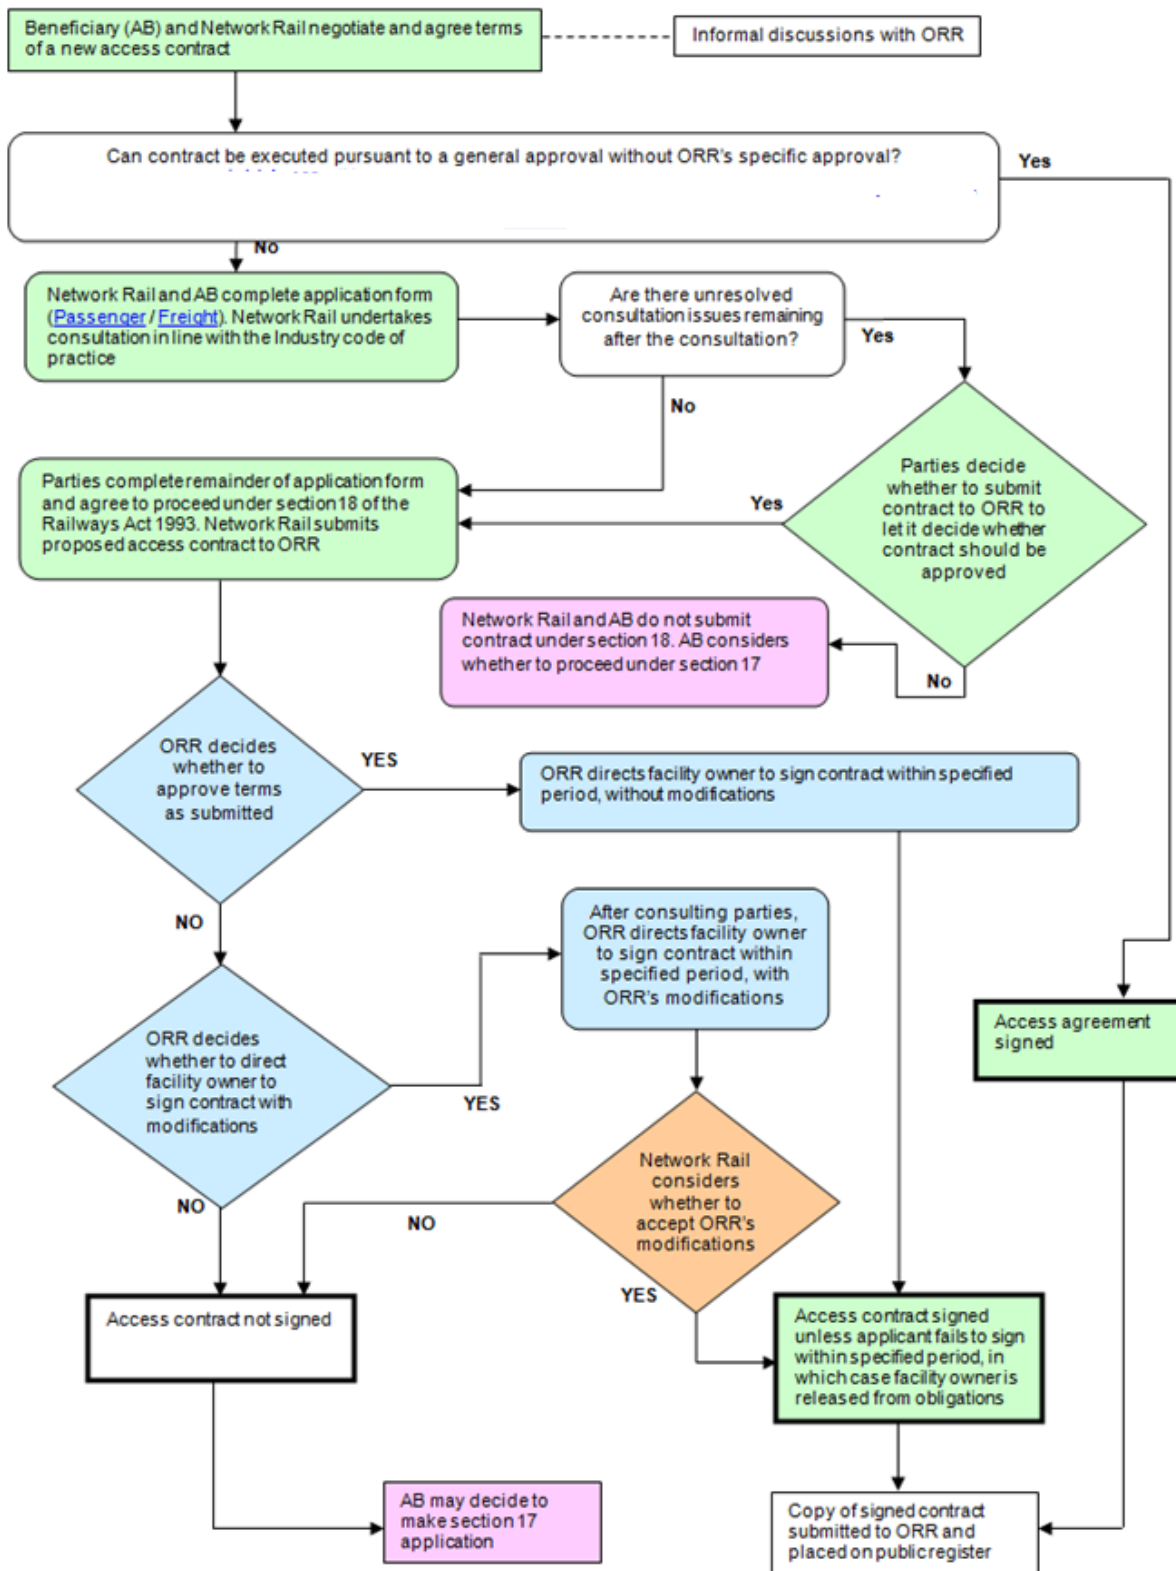 Beneficiary (AB) and Network Rail negotiate and agree terms
of a new access contract
Informal discussions with ORR
Can contract be executed pursuant to a general approval without ORR's specific approval?
Yes
No
Network Rail and AB complete application form
(Passenger / Freight). Network Rail undertakes
consultation in line with the Industry code of
practice
Are there unresolved
consultation issues remaining
after the consultation?
Yes
No
Parties decide
whether to submit
contract to ORR to
let it decide whether
contract should be
approved
Parties complete remainder of application form
and agree to proceed under section 18 of the
Railways Act 1993. Network Rail submits
proposed access contract to ORR
Yes
No
Network Rail and AB do not submit
contract under section 18. AB considers
whether to proceed under section 17
ORR decides
whether to
approve terms
as submitted
YES
ORR directs facility owner to sign contract within specified
period, without modifications
NO
After consulting parties,
ORR directs facility owner
to sign contract within
specified period, with
ORR's modifications
ORR decides
whether to direct
facility owner to
sign contract with
modifications
YES
NO
Access agreement
signed
Network Rail
considers
whether to
accept ORR's
modifications
NO
YES
Access contract not signed
Access contract signed
unless applicant fails to sign
within specified period, in
which case facility owner is
released from obligations
AB may decide to
make section 17
application
Copy of signed contract
submitted to ORR and
placed on public register